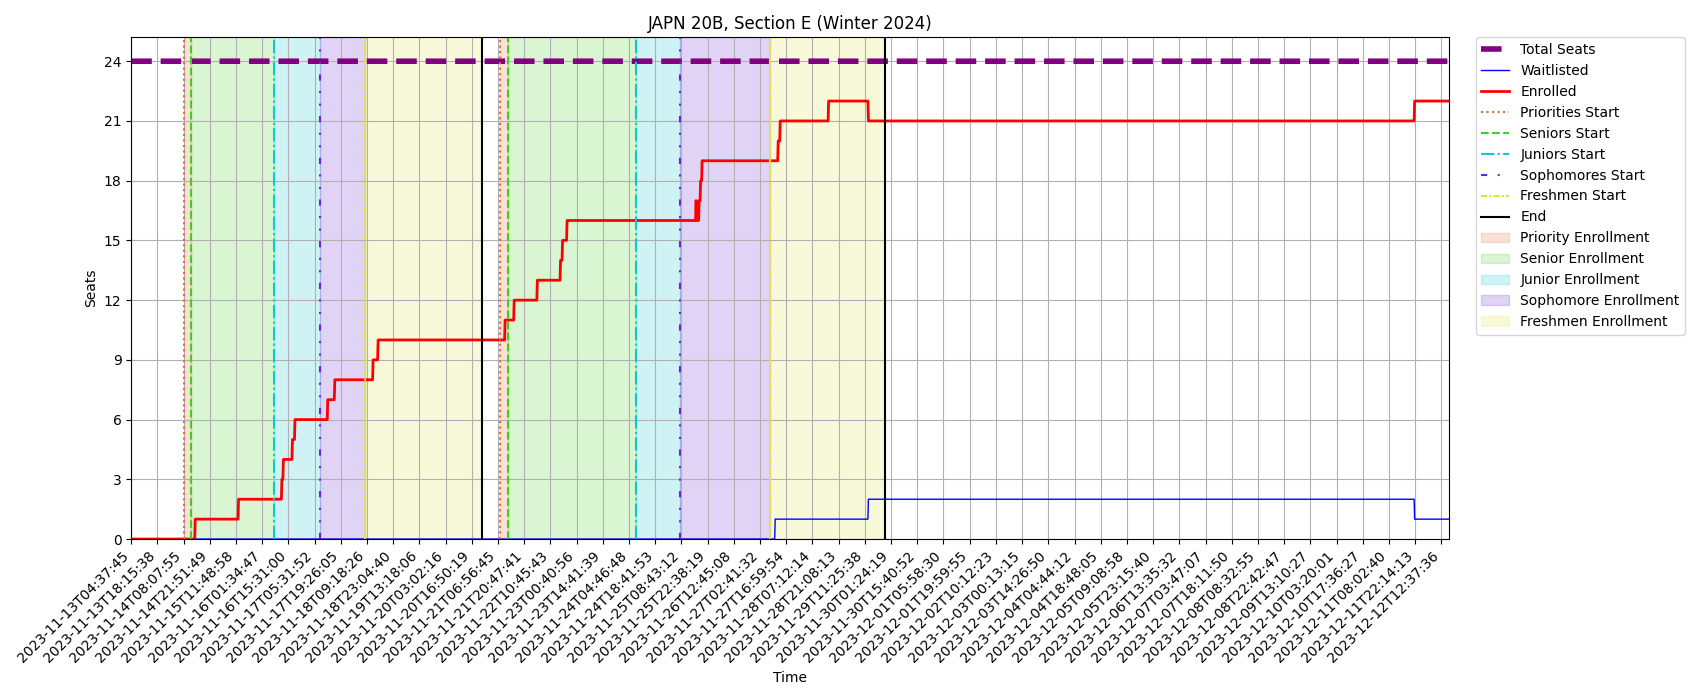 JAPN 20B, Section E (Winter 2024)
Seats
24
21
18
15
12
9
6
3
0
2023-11-13T04:37:45
2023-11-13T18:15:38
2023-11-14T08:07:55
2023-11-14T21:51:49
2023-11-15T11:48:58
2023-11-16T01:34:47
2023-11-16T15:31:00
2023-11-17T05:31:52
2023-11-17T19:26:05
2023-11-18T09:18:26
2023-11-18T23:04:40
2023-11-19T13:18:06
2023-11-20T03:02:16
2023-11-20T16:50:19
2023-11-21T06:56:45
2023-11-21T20:47:41
2023-11-22T10:45:43
2023-11-23T00:40:56
2023-11-23T14:41:39
2023-11-24T04:46:48
2023-11-24T18:41:53
2023-11-25T08:43:12
2023-11-25T22:38:19
2023-11-26T12:45:08
2023-11-27T02:41:32
2023-11-27T16:59:54
2023-11-28T07:12:14
2023-11-28T21:08:13
2023-11-29T11:25:38
2023-11-30T01:24:19
2023-11-30T15:40:52
2023-12-01T05:58:30
2023-12-01T19:59:55
2023-12-02T10:12:23
2023-12-03T00:13:15
2023-12-03T14:26:50
2023-12-04T04:44:12
2023-12-04T18:48:05
2023-12-05T09:08:58
2023-12-05T23:15:40
2023-12-06T13:35:32
2023-12-07T03:47:07
2023-12-07T18:11:50
2023-12-08T08:32:55
2023-12-08T22:42:47
2023-12-09T13:10:27
2023-12-10T03:20:01
2023-12-10T17:36:27
2023-12-11T08:02:40
2023-12-11T22:14:13
2023-12-12T12:37:36
Time
Total Seats
Waitlisted
Enrolled
Priorities Start
Seniors Start
Juniors Start
Sophomores Start
Freshmen Start
End
Priority Enrollment
Senior Enrollment
Junior Enrollment
Sophomore Enrollment
Freshmen Enrollment